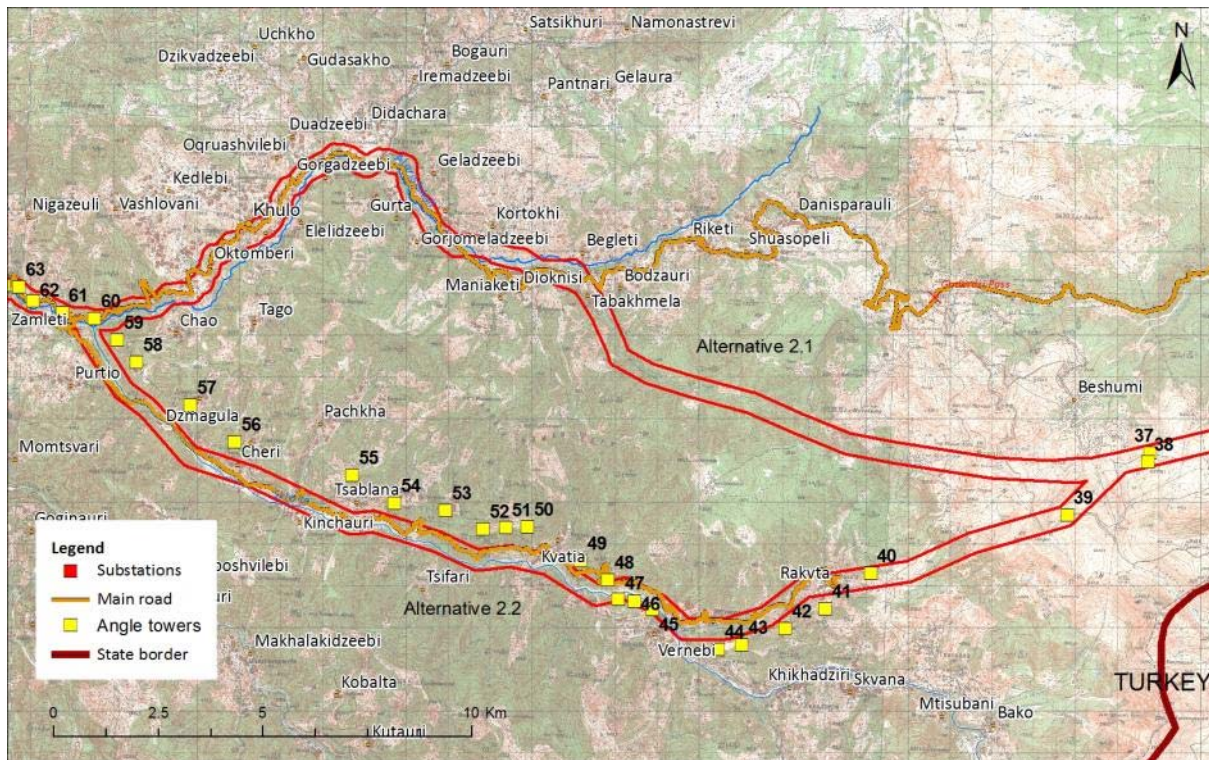 Satsikhuri
Namonastrevi
Uchkho
Bogauri
N
Dzikvadzeebi
Gudasakho
Iremadzeebi
Gelaura
Pantnari
Didachara
Duadzeebi
Oqruashvilebi
Gorgadzeebi
Geladzeebi
Kedlebi
Nigazeuli
Vashlovani
Khulo
Gurta
Kortokhi
Danisparauli
Elelidzeebi
Riketi
Oktomberi
Gorjomeladzeebi
Begleti
Shuasopeli
63
Maniaketi
Dioknisi
Bodzauri
62
61
60
Tabakhmela
Zamleti
59
Chao
Tago
58
Alternative 2.1
Purtio
57
Beshumi
Dzmagula
Pachkha
56
37
38
Momtsvari
Cheri
55
Tsablana
54
53
39
Goginauri
Kinchauri
52
51
50
Legend
Substations
Main road
Angle towers
State border
Kvatia
49
48
Rakvta
40
Tsifari
47
41
Alternative 2.2
46
42
45
43
44
Makhalakidzeebi
Vernebi
Khikhadziri
Skvana
Kobalta
TURKEY
Mtisubani
Bako
0
2.5
5
10 Km
Kutauri